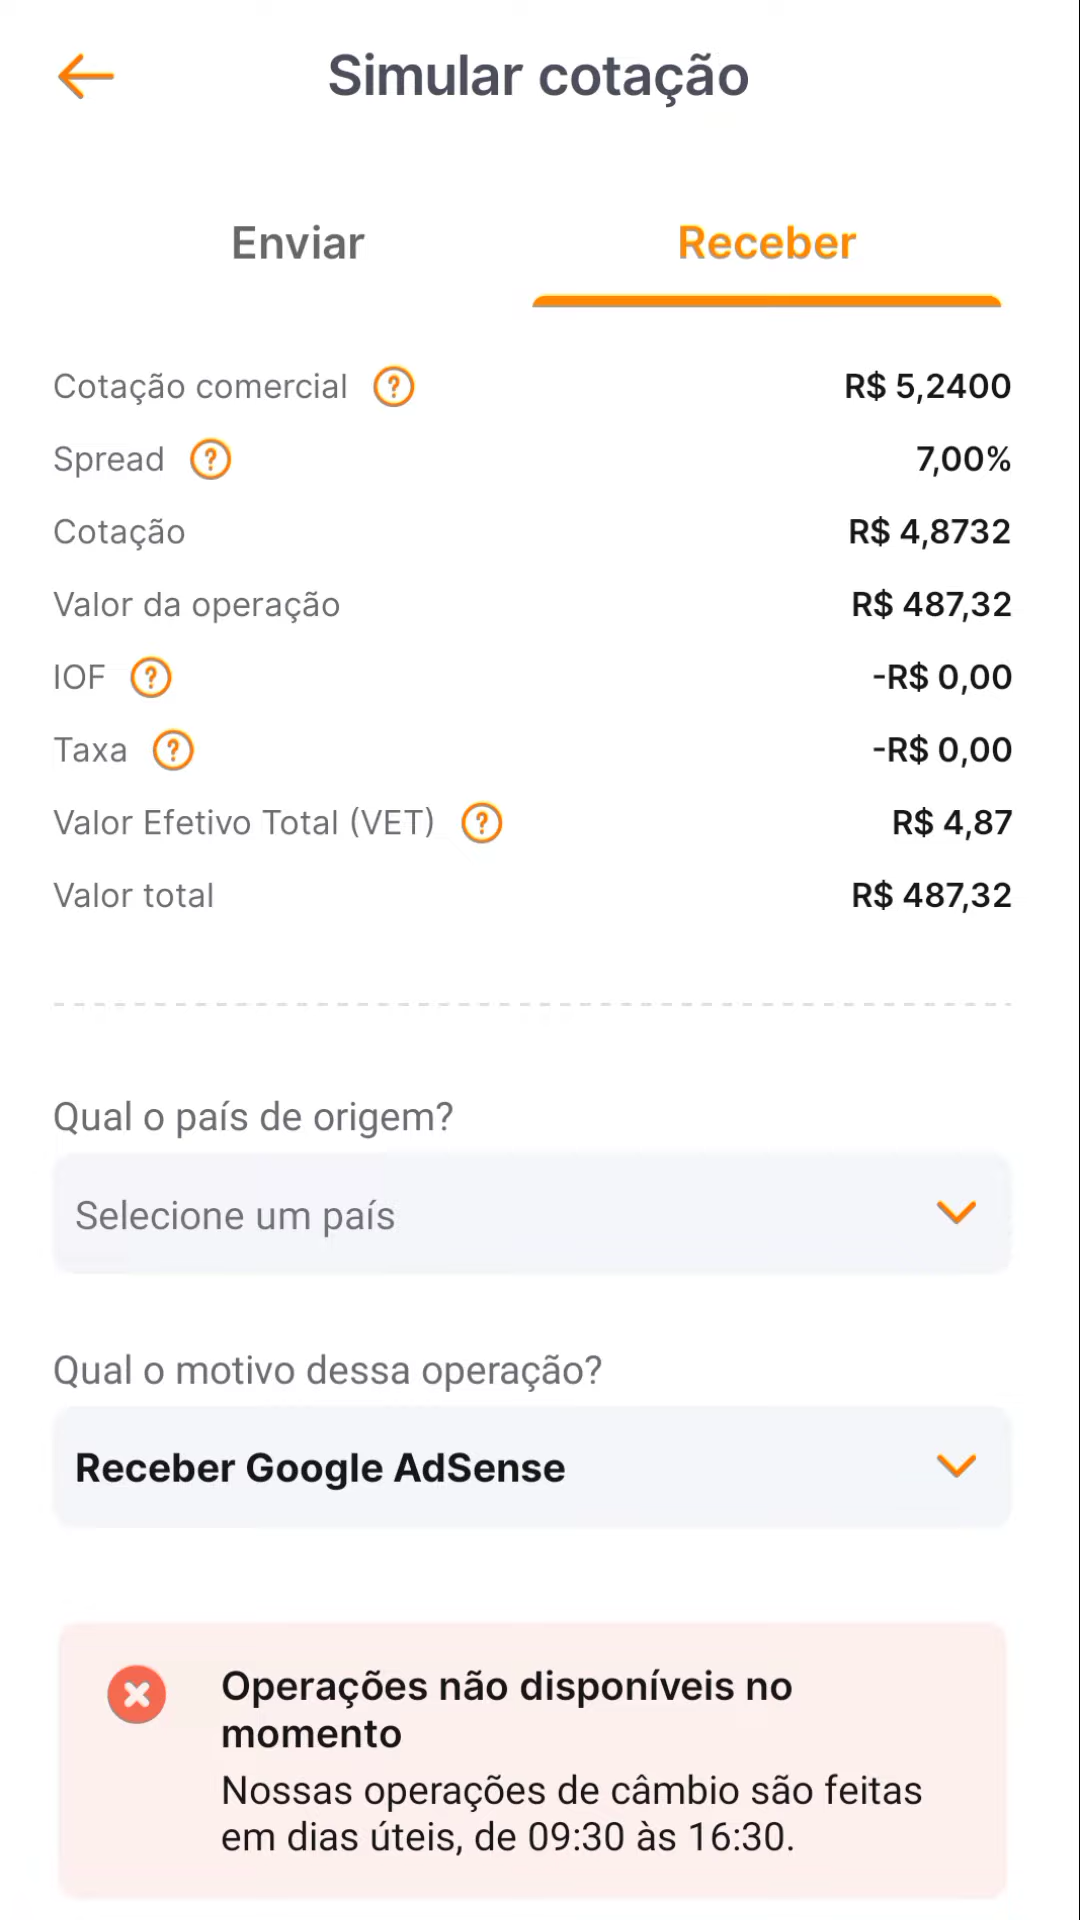 Simular cotação
Enviar Receber
Cotação comercial ? R$ 5,2400
Spread ? 7,00%
Cotação R$ 4,8732
Valor da operação R$ 487,32
IOF ? -R$ 0,00
Taxa ? -R$ 0,00
Valor Efetivo Total (VET) ? R$ 4,87
Valor total R$ 487,32
Qual o país de origem?
Selecione um país
Qual o motivo dessa operação?
Receber Google AdSense
Operações não disponíveis no
momento
Nossas operações de câmbio são feitas
em dias úteis, de 09:30 às 16:30.